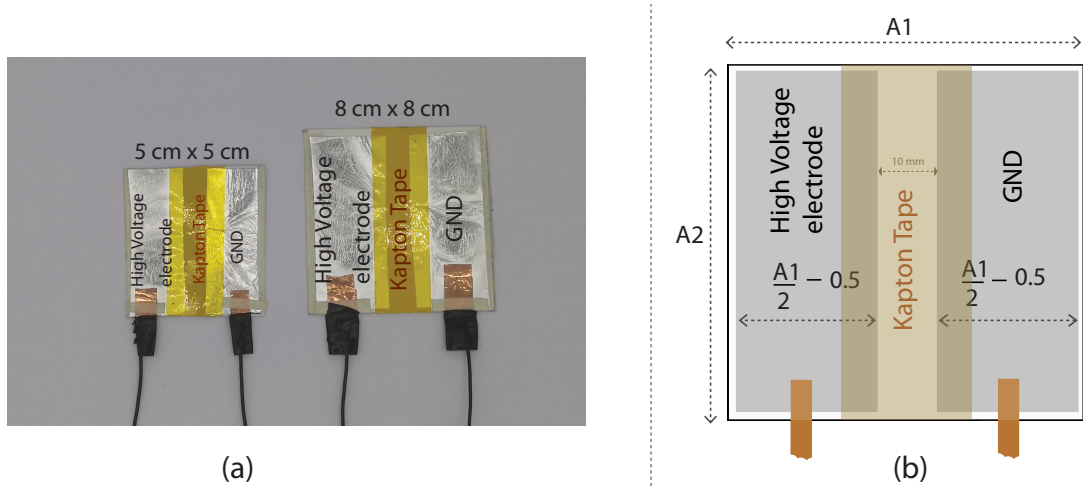 5 cm x 5 cm
High Voltage
electrode
Kapton Tape
GND
8 cm x 8 cm
High Voltage
electrode
Kapton Tape
GND
(a)
A1
A2
High Voltage
electrode
10 mm
Kapton Tape
GND
A1/2 − 0.5
A1/2 − 0.5
(b)